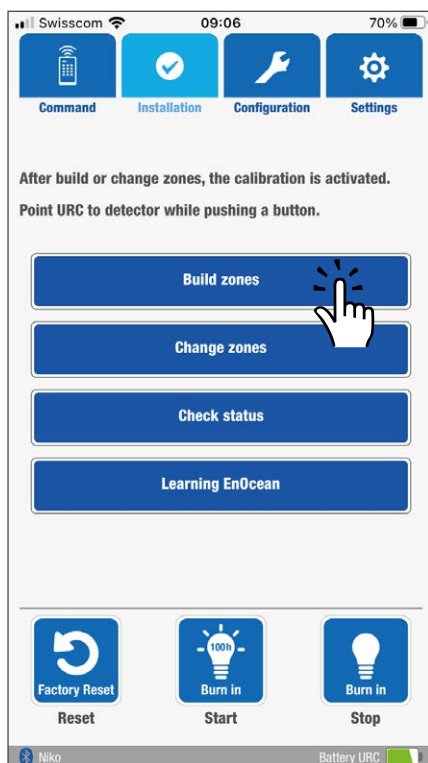 Swisscom 09:06 70%
Command Installation Configuration Settings
After build or change zones, the calibration is activated.
Point URC to detector while pushing a button.
Build zones
Change zones
Check status
Learning EnOcean
100h
Factory Reset Burn in Burn in
Reset Start Stop
Niko Battery URC